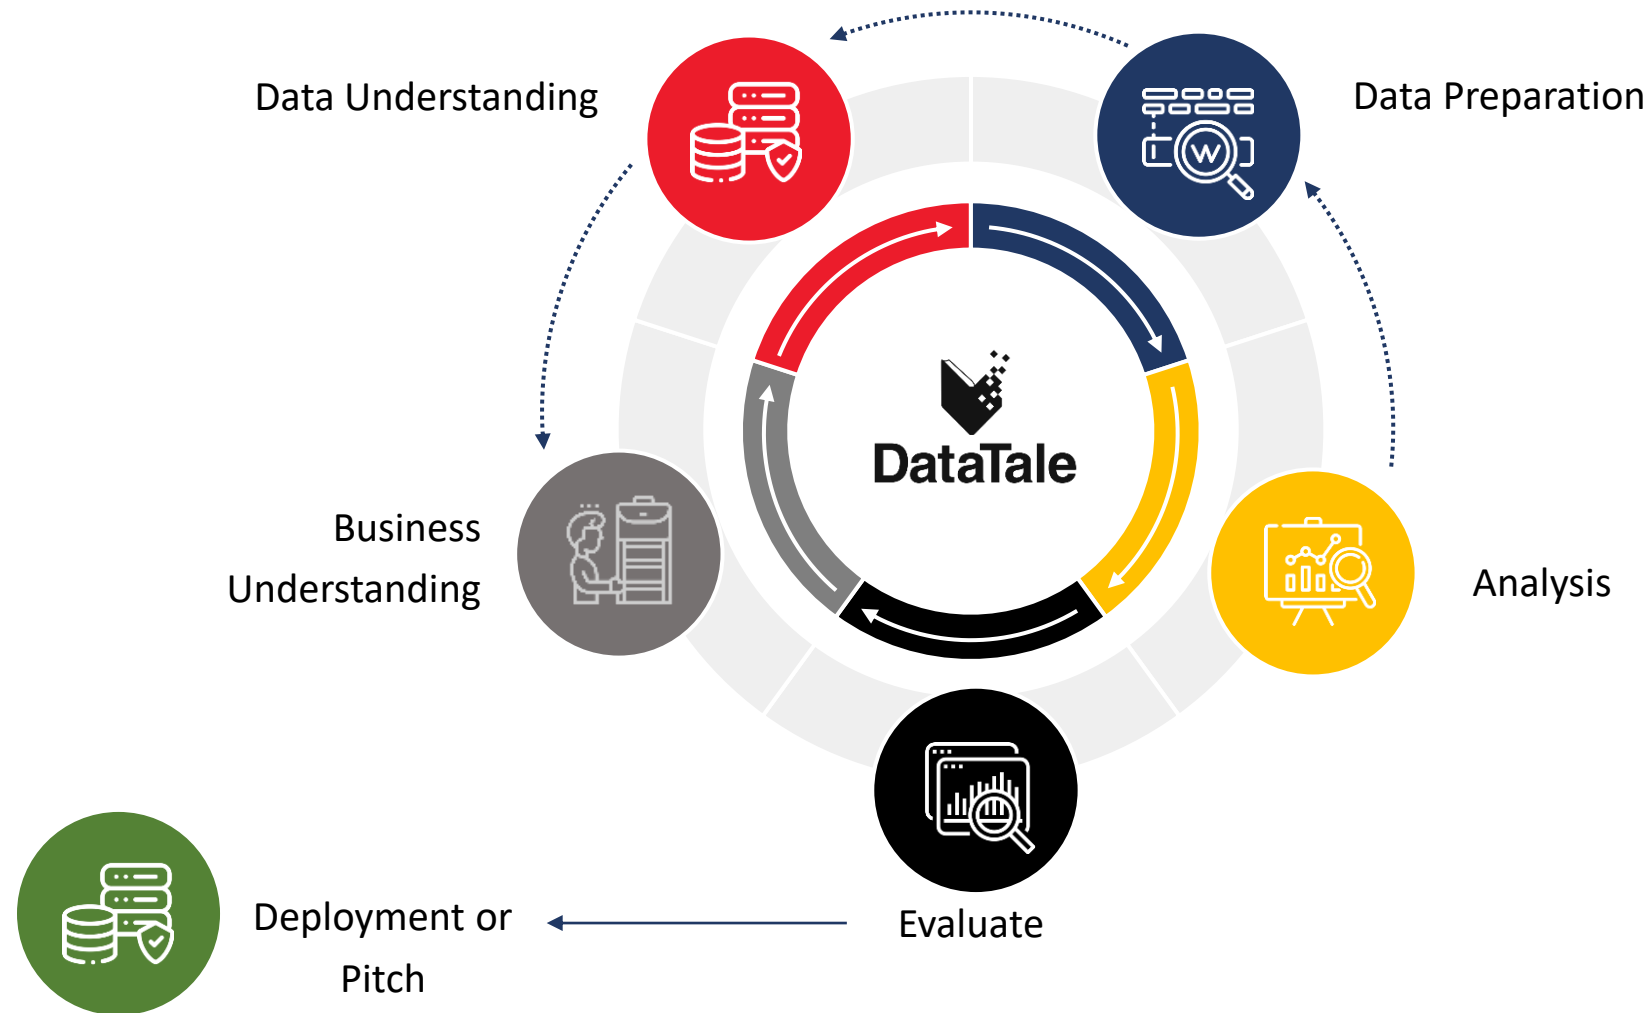 Data Understanding
Data Preparation
W
DataTale
Business
Understanding
Analysis
Deployment or
Pitch
Evaluate